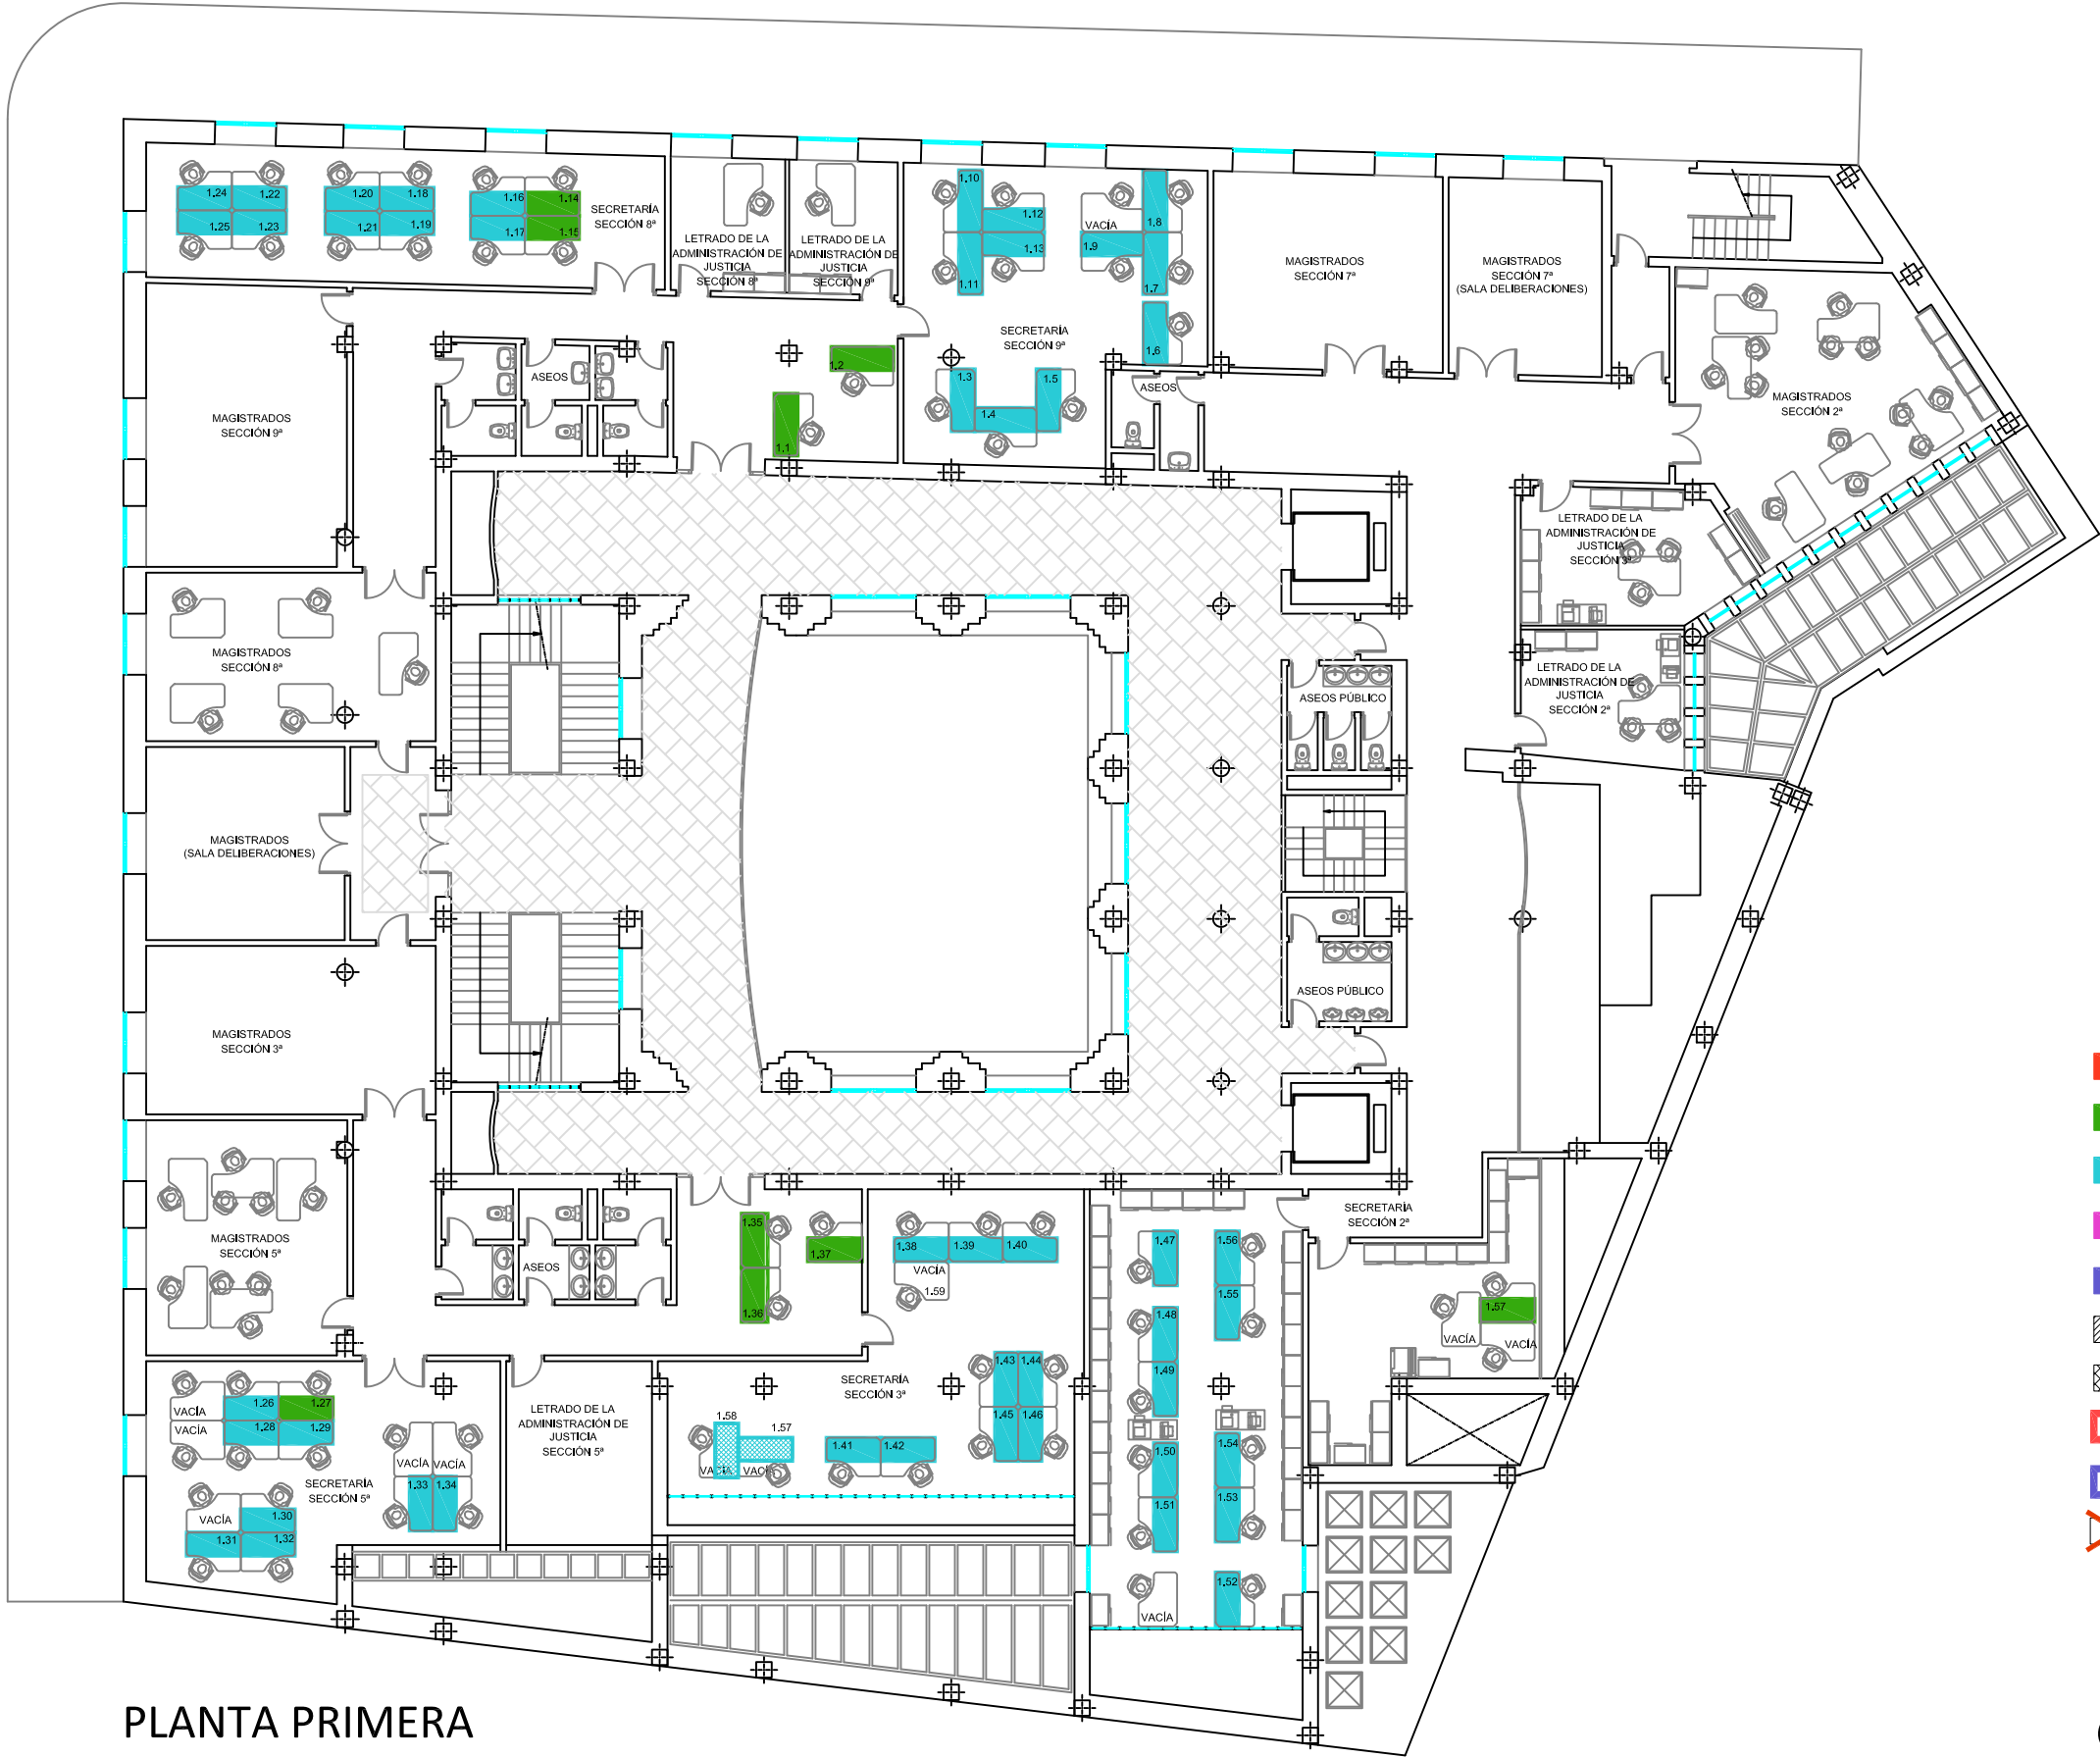 1.24 1.22
1.25 1.23
1.20 1.18
1.21 1.19
1.16 1.14
1.17 1.15
SECRETARÍA
SECCIÓN 8ª
LETRADO DE LA
ADMINISTRACIÓN DE
JUSTICIA
SECCIÓN 8ª
LETRADO DE LA
ADMINISTRACIÓN DE
JUSTICIA
SECCIÓN 9ª
1.10
1.12
1.13
1.11
VACÍA
1.8
1.9
1.7
1.6
SECRETARÍA
SECCIÓN 9ª
1.3
1.4
1.5
1.2
1.1
MAGISTRADOS
SECCIÓN 7ª
MAGISTRADOS
SECCIÓN 7ª
(SALA DELIBERACIONES)
MAGISTRADOS
SECCIÓN 2ª
ASEOS
ASEOS
MAGISTRADOS
SECCIÓN 9ª
LETRADO DE LA
ADMINISTRACIÓN DE
JUSTICIA
SECCIÓN 3ª
LETRADO DE LA
ADMINISTRACIÓN DE
JUSTICIA
SECCIÓN 2ª
MAGISTRADOS
SECCIÓN 8ª
ASEOS PÚBLICO
MAGISTRADOS
(SALA DELIBERACIONES)
ASEOS PÚBLICO
MAGISTRADOS
SECCIÓN 3ª
MAGISTRADOS
SECCIÓN 5ª
ASEOS
1.35
1.36
1.37
1.38 1.39 1.40
VACÍA
1.59
1.47
1.56
1.55
1.48
1.49
SECRETARÍA
SECCIÓN 2ª
1.57
VACÍA
VACÍA
VACÍA
VACÍA
1.26 1.27
1.28 1.29
VACÍA VACÍA
1.33 1.34
SECRETARÍA
SECCIÓN 5ª
VACÍA
1.30
1.31 1.32
LETRADO DE LA
ADMINISTRACIÓN DE
JUSTICIA
SECCIÓN 5ª
SECRETARÍA
SECCIÓN 3ª
1.58
1.57
VACÍA VACÍA
1.41 1.42
1.43 1.44
1.45 1.46
1.50
1.51
1.54
1.53
1.52
VACÍA
PLANTA PRIMERA